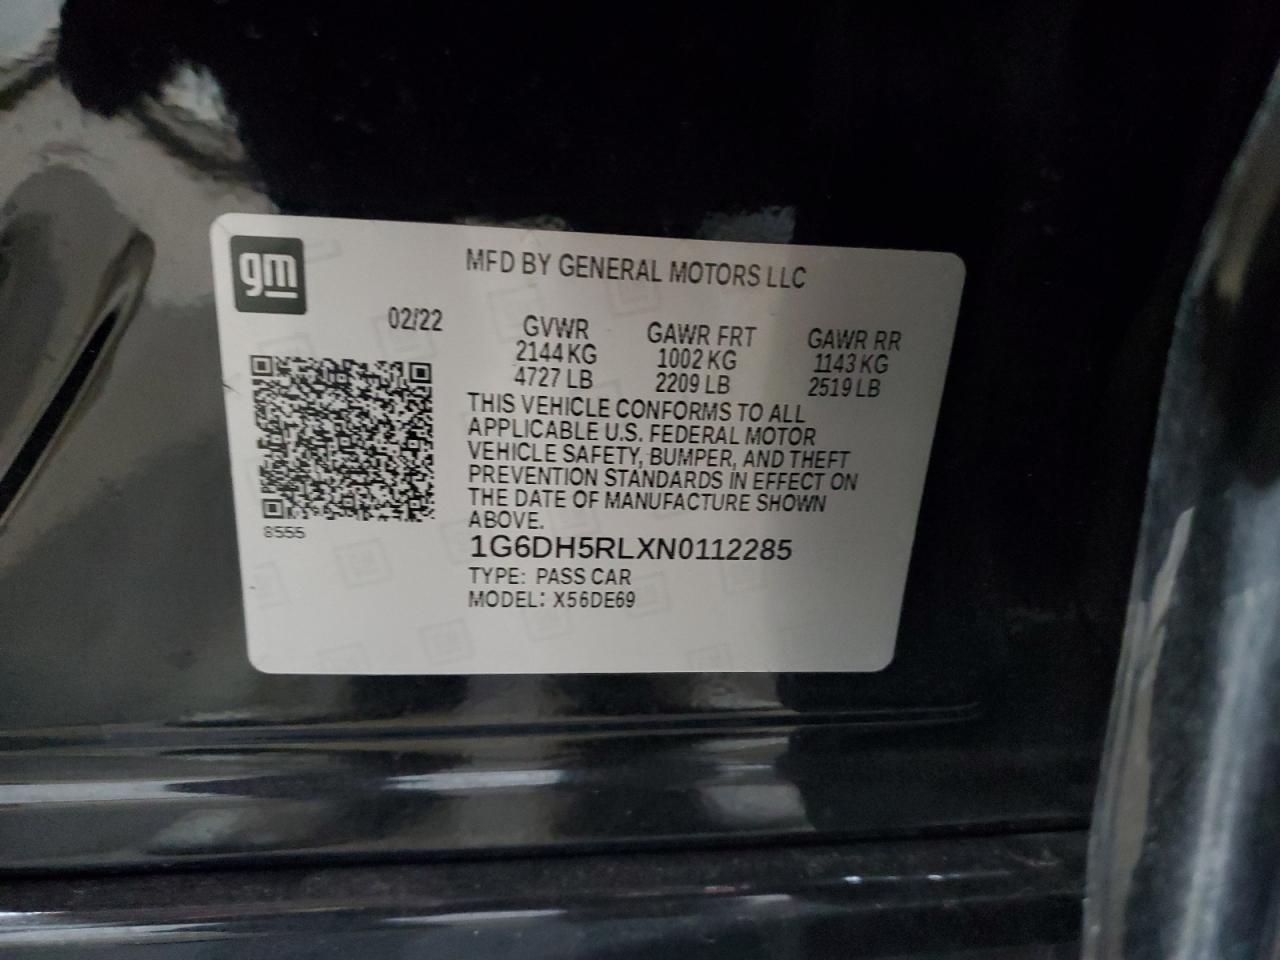 gm
MFD BY GENERAL MOTORS LLC
02/22
GVWR GAWR FRT GAWR RR
2144 KG 1002 KG 1143 KG
4727 LB 2209 LB 2519 LB
THIS VEHICLE CONFORMS TO ALL
APPLICABLE U.S. FEDERAL MOTOR
VEHICLE SAFETY, BUMPER, AND THEFT
PREVENTION STANDARDS IN EFFECT ON
THE DATE OF MANUFACTURE SHOWN
ABOVE.
8555
1G6DH5RLXN0112285
TYPE: PASS CAR
MODEL: X56DE69